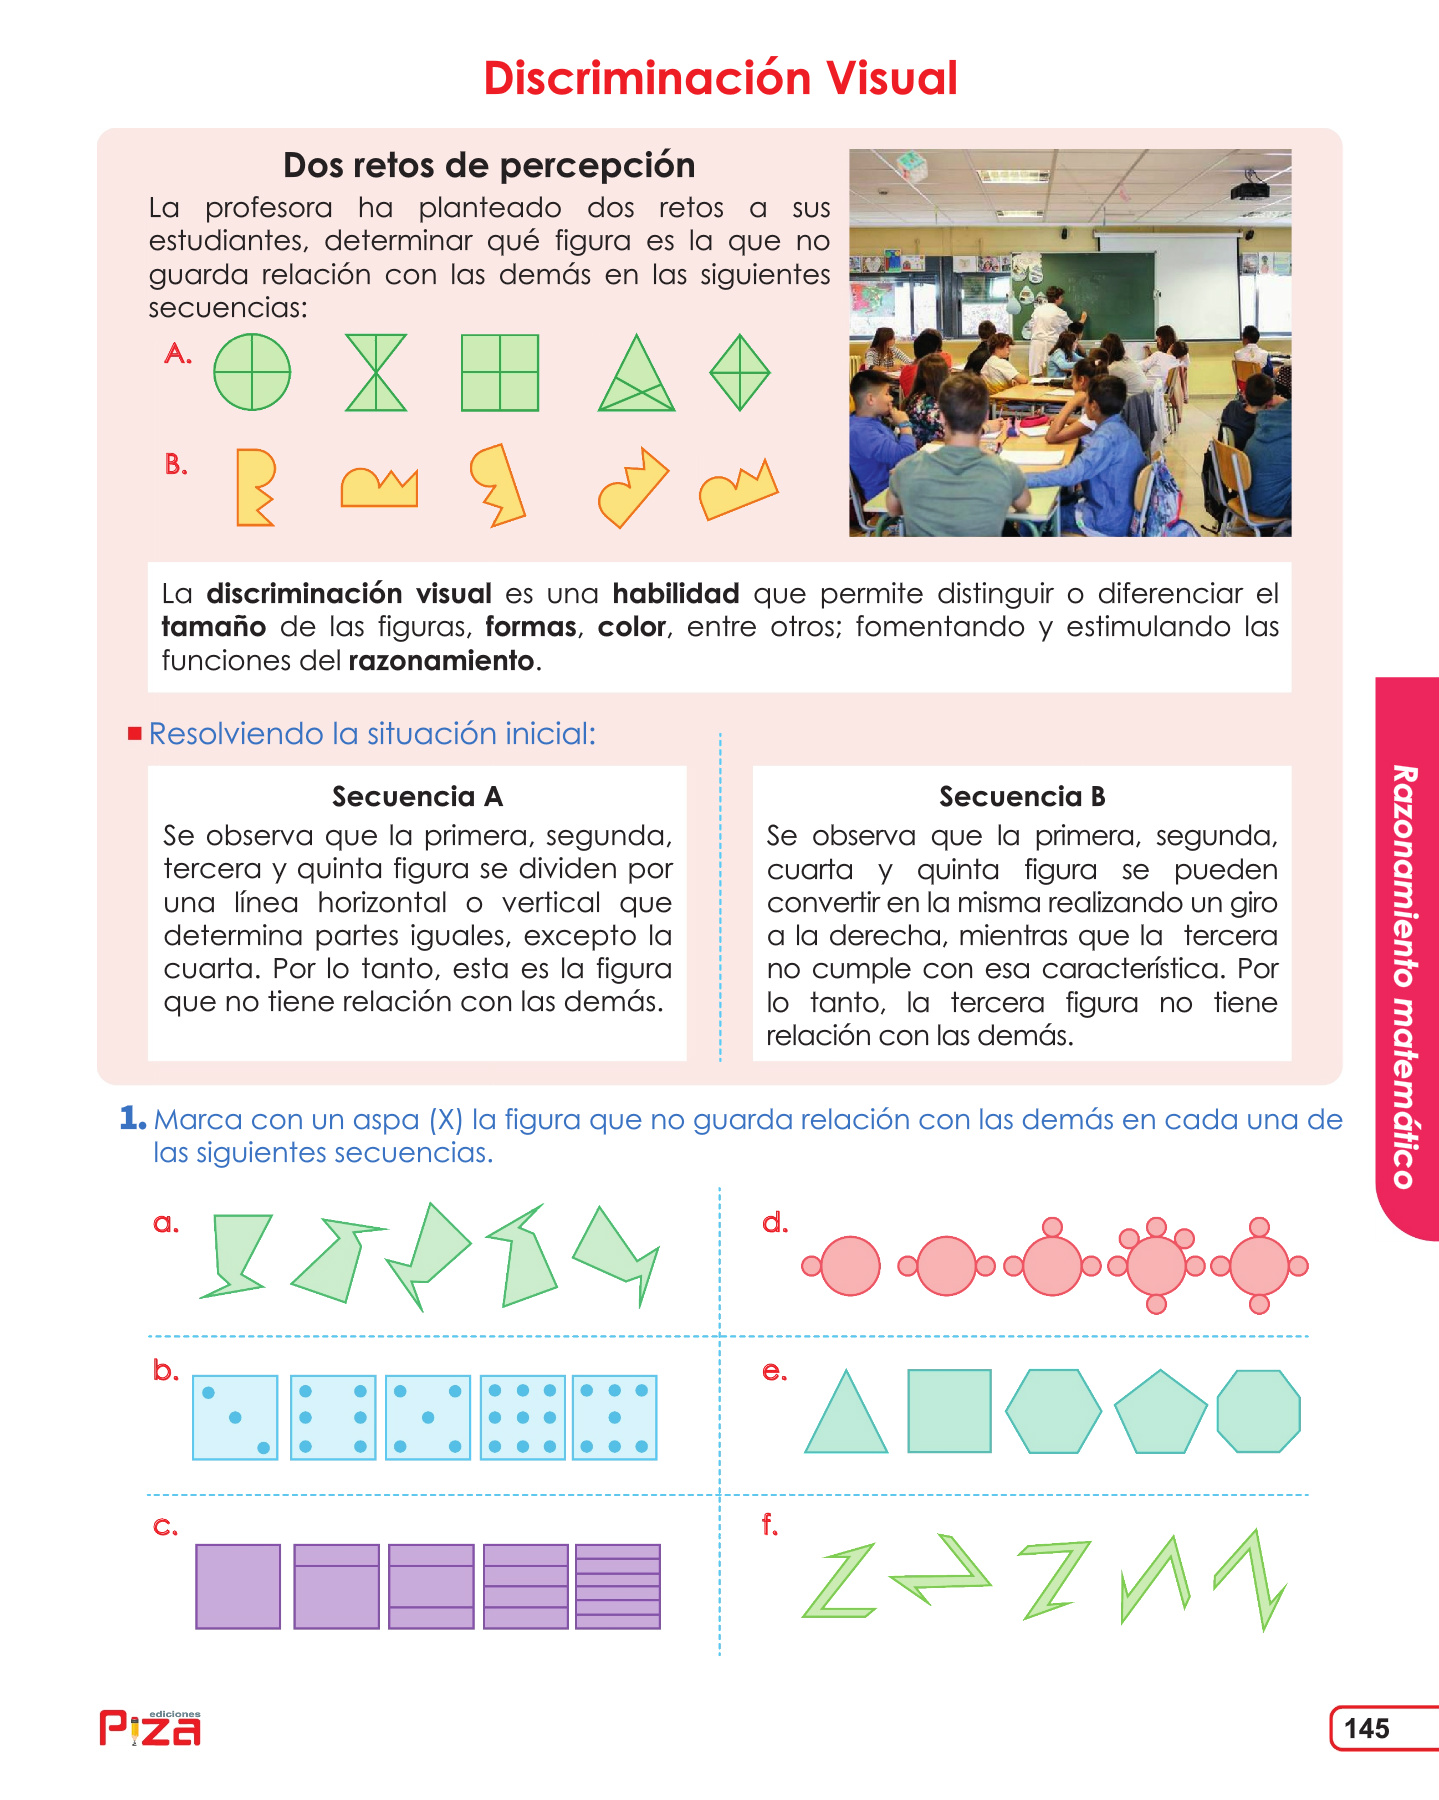 Discriminación Visual
Dos retos de percepción
La profesora ha planteado dos retos a sus
estudiantes, determinar qué figura es la que no
guarda relación con las demás en las siguientes
secuencias:
A.
B.
La discriminación visual es una habilidad que permite distinguir o diferenciar el
tamaño de las figuras, formas, color, entre otros; fomentando y estimulando las
funciones del razonamiento.
Resolviendo la situación inicial:
Secuencia A
Se observa que la primera, segunda,
tercera y quinta figura se dividen por
una línea horizontal o vertical que
determina partes iguales, excepto la
cuarta. Por lo tanto, esta es la figura
que no tiene relación con las demás.
Secuencia B
Se observa que la primera, segunda,
cuarta y quinta figura se pueden
convertir en la misma realizando un giro
a la derecha, mientras que la tercera
no cumple con esa característica. Por
lo tanto, la tercera figura no tiene
relación con las demás.
Razonamiento matemático
1. Marca con un aspa (X) la figura que no guarda relación con las demás en cada una de
las siguientes secuencias.
a.
d.
b.
e.
c.
f.
ediciones
Piza
145